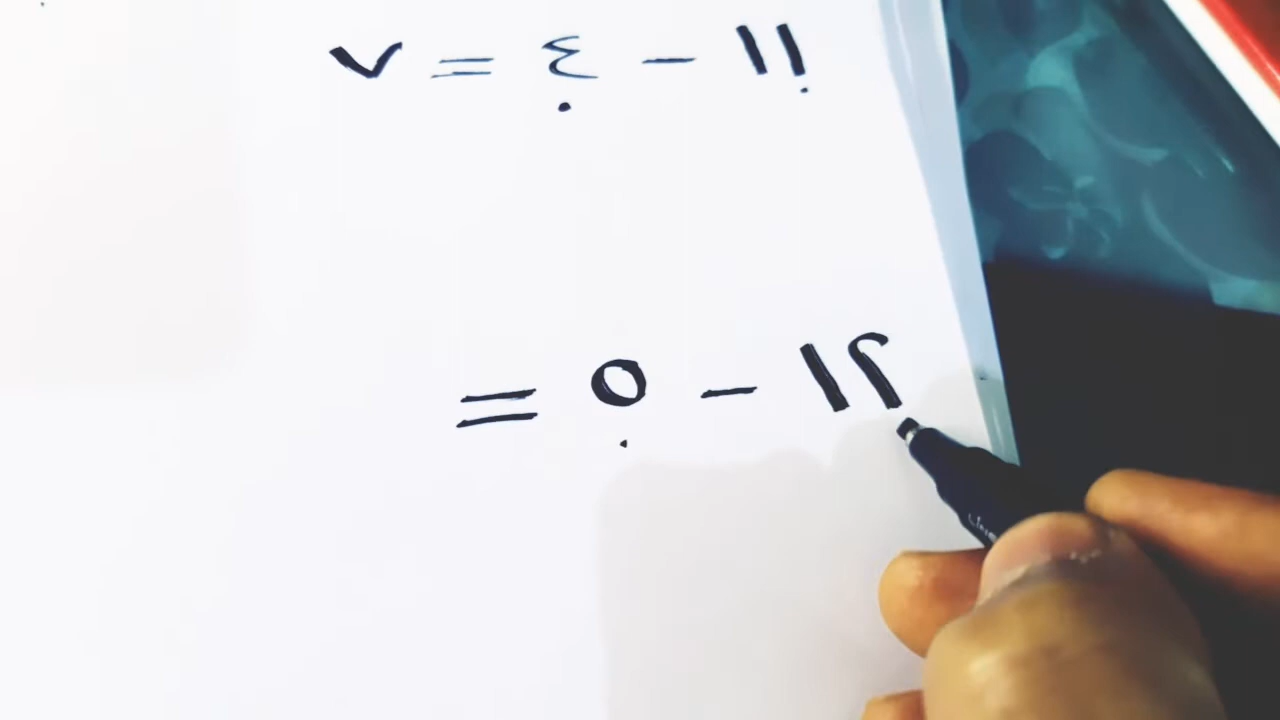 ١١ − ٤ = ٧
١٢ − ٥ =